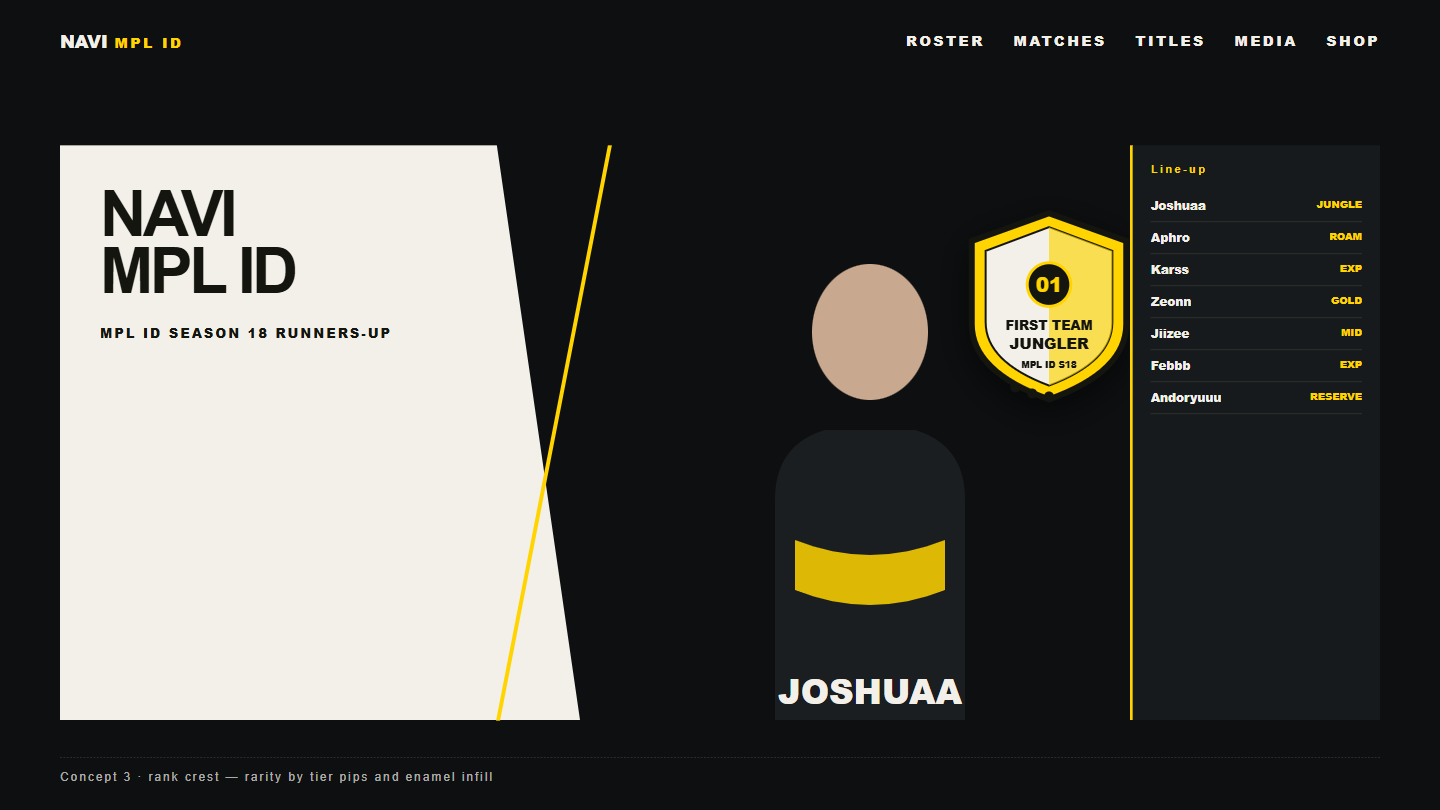 NAVI MPL ID
ROSTER MATCHES TITLES MEDIA SHOP
NAVI
MPL ID
MPL ID SEASON 18 RUNNERS-UP
01
FIRST TEAM
JUNGLER
MPL ID S18
JOSHUAA
Line-up
Joshuaa JUNGLE
Aphro ROAM
Karss EXP
Zeonn GOLD
Jiizee MID
Febbb EXP
Andoryuuu RESERVE
Concept 3 · rank crest — rarity by tier pips and enamel infill